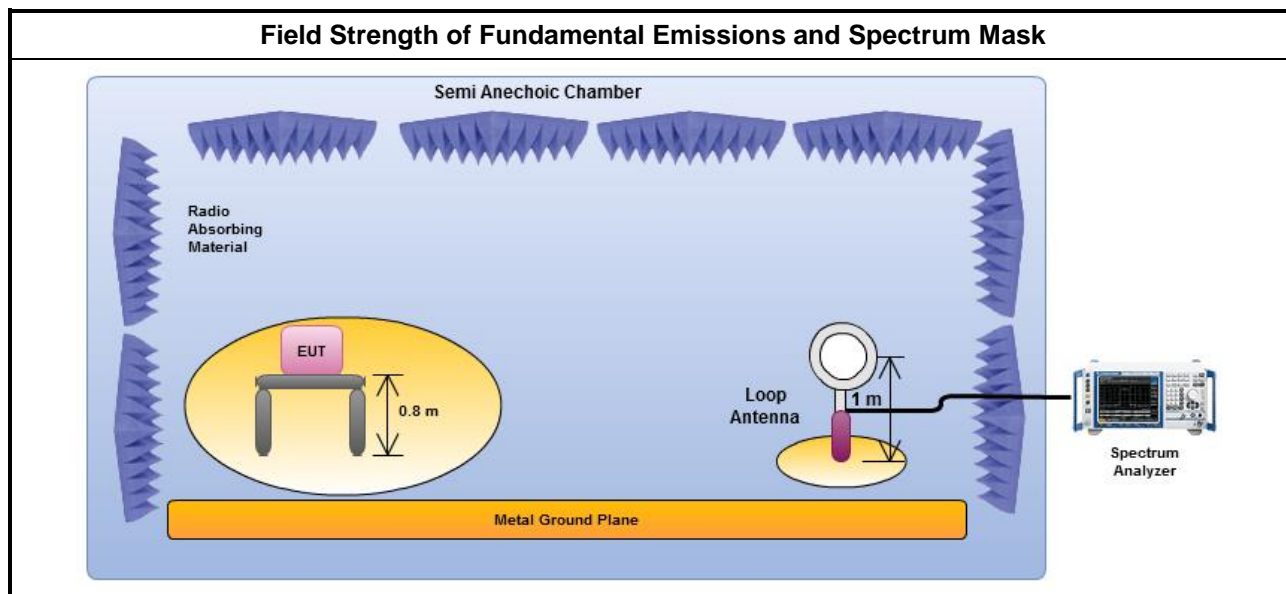 Field Strength of Fundamental Emissions and Spectrum Mask
Semi Anechoic Chamber
Radio
Absorbing
Material
EUT
0.8 m
Loop
Antenna
1 m
Spectrum
Analyzer
Metal Ground Plane